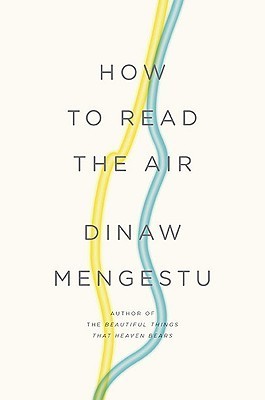 HOW
TO READ
THE AIR
DINAW
MENGESTU
AUTHOR OF
THE BEAUTIFUL THINGS
THAT HEAVEN BEARS